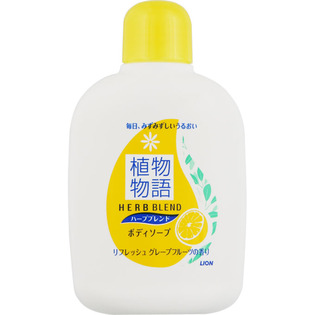 毎日、みずみずしいうるおい
植物
物語
HERB BLEND
ハーブブレンド
ボディソープ
リフレッシュ グレープフルーツの香り
LION